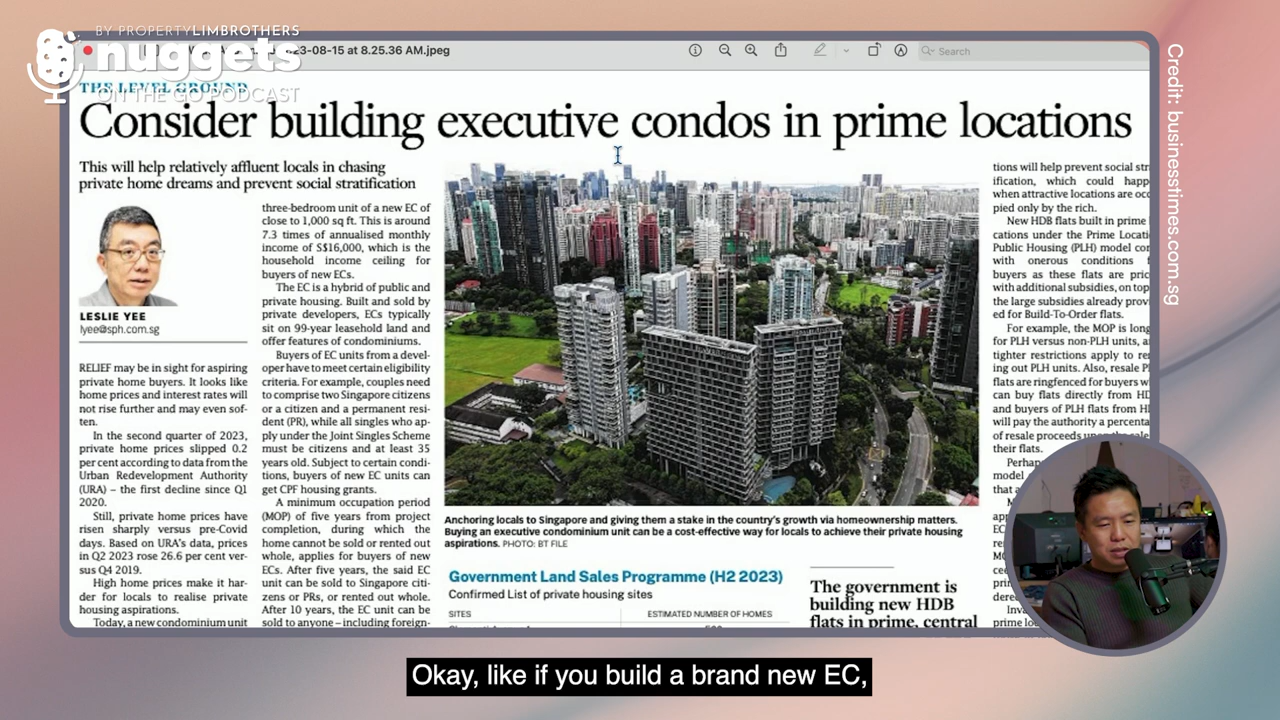 BY PROPERTYLIMBROTHERS
nuggets
ON THE GO PODCAST
23-08-15 at 8.25.36 AM.jpeg
Search
Credit: businesstimes.com.sg
THE LEVEL GROUND
Consider building executive condos in prime locations
This will help relatively affluent locals in chasing
private home dreams and prevent social stratification
LESLIE YEE
lyee@sph.com.sg
RELIEF may be in sight for aspiring
private home buyers. It looks like
home prices and interest rates will
not rise further and may even sof-
ten.
In the second quarter of 2023,
private home prices slipped 0.2
per cent according to data from the
Urban Redevelopment Authority
(URA) – the first decline since Q1
2020.
Still, private home prices have
risen sharply versus pre-Covid
days. Based on URA's data, prices
in Q2 2023 rose 26.6 per cent ver-
sus Q4 2019.
High home prices make it har-
der for locals to realise private
housing aspirations.
Today, a new condominium unit
three-bedroom unit of a new EC of
close to 1,000 sq ft. This is around
7.3 times of annualised monthly
income of S$16,000, which is the
household income ceiling for
buyers of new ECs.
The EC is a hybrid of public and
private housing. Built and sold by
private developers, ECs typically
sit on 99-year leasehold land and
offer features of condominiums.
Buyers of EC units from a devel-
oper have to meet certain eligibility
criteria. For example, couples need
to comprise two Singapore citizens
or a citizen and a permanent resi-
dent (PR), while all singles who ap-
ply under the Joint Singles Scheme
must be citizens and at least 35
years old. Subject to certain condi-
tions, buyers of new EC units can
get CPF housing grants.
A minimum occupation period
(MOP) of five years from project
completion, during which the
home cannot be sold or rented out
whole, applies for buyers of new
ECs. After five years, the said EC
unit can be sold to Singapore citi-
zens or PRs, or rented out whole.
After 10 years, the EC unit can be
sold to anyone – including foreign-
Anchoring locals to Singapore and giving them a stake in the country's growth via homeownership matters.
Buying an executive condominium unit can be a cost-effective way for locals to achieve their private housing
aspirations. PHOTO: BT FILE
Government Land Sales Programme (H2 2023)
Confirmed List of private housing sites
SITES ESTIMATED NUMBER OF HOMES
The government is
building new HDB
flats in prime, central
tions will help prevent social str
ification, which could happ
when attractive locations are occ
pied only by the rich.
New HDB flats built in prime
cations under the Prime Locati
Public Housing (PLH) model con
with onerous conditions f
buyers as these flats are pric
with additional subsidies, on top
the large subsidies already provi
ed for Build-To-Order flats.
For example, the MOP is long
for PLH versus non-PLH units, a
tighter restrictions apply to re
ing out PLH units. Also, resale P
flats are ringfenced for buyers w
can buy flats directly from HD
and buyers of PLH flats from H
will pay the authority a percenta
of resale proceeds upon the sale
their flats.
Perhap
model
that a
Okay, like if you build a brand new EC,